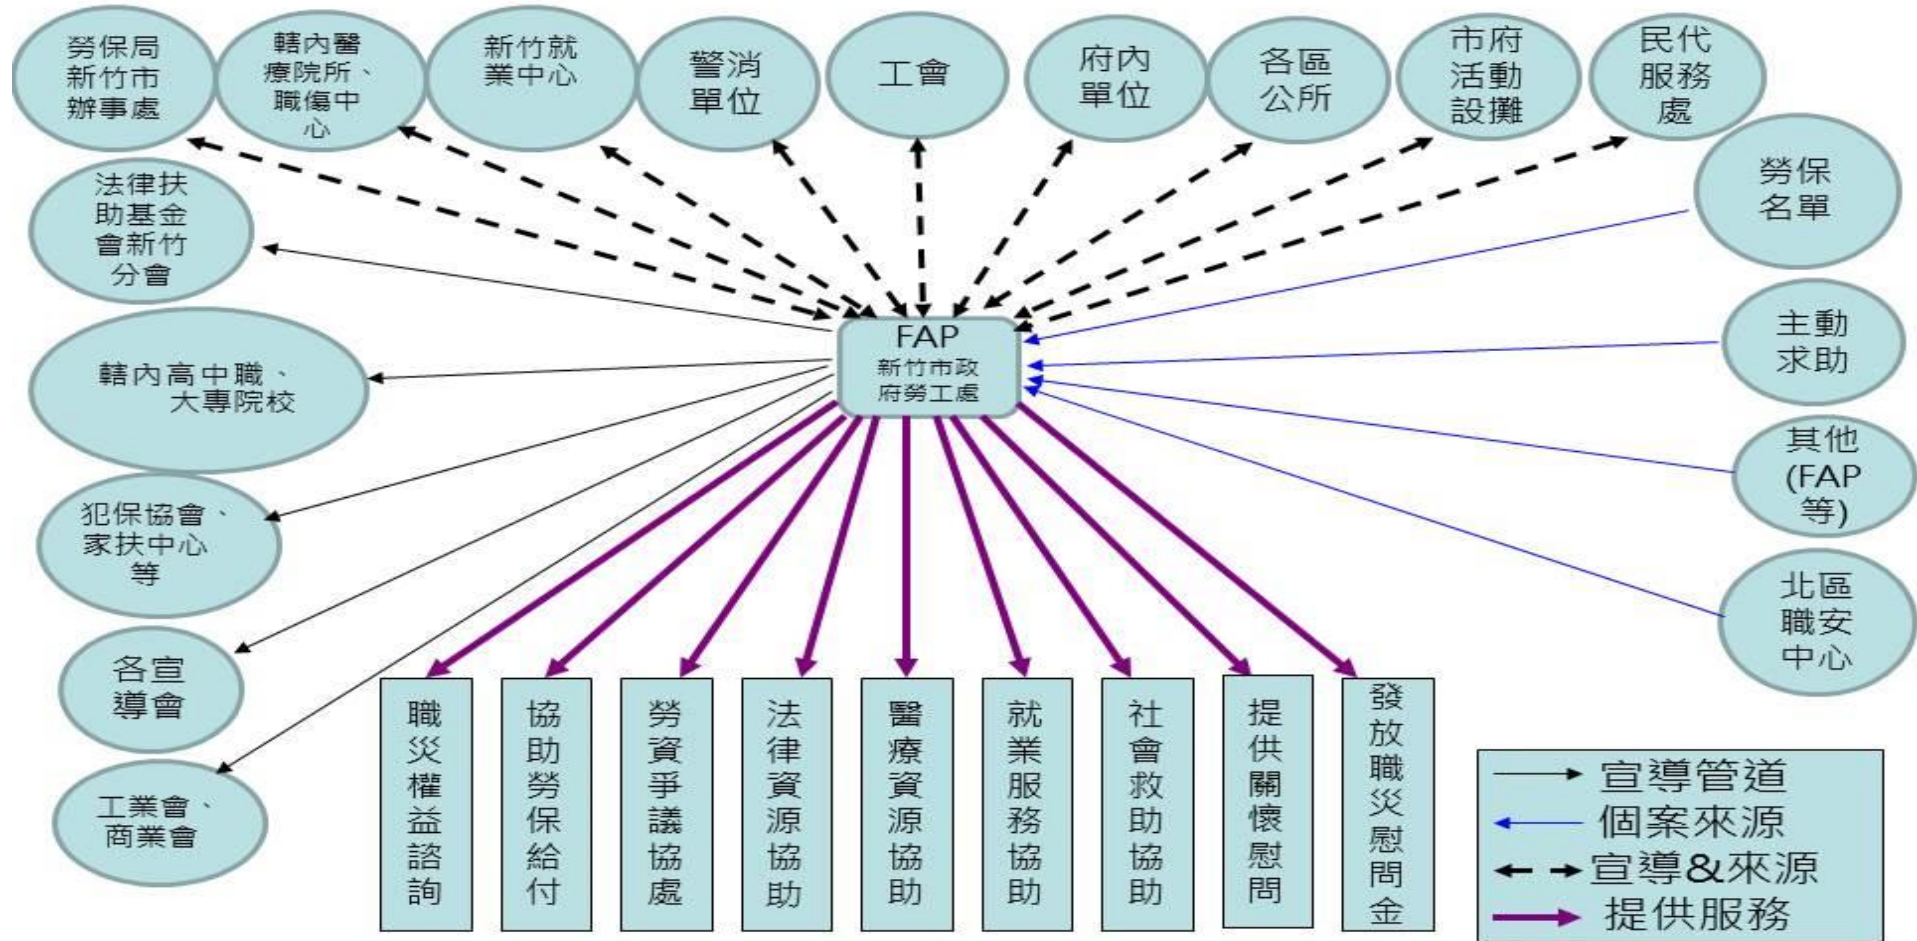 勞保局
新竹市
辦事處
轄內醫
療院所、
職傷中
心
新竹就
業中心
警消
單位
工會
府內
單位
各區
公所
市府
活動
設攤
民代
服務
處
勞保
名單
法律扶
助基金
會新竹
分會
FAP
新竹市政
府勞工處
主動
求助
轄內高中職、
大專院校
其他
(FAP
等)
犯保協會、
家扶中心
等
北區
職安
中心
各宣
導會
工業會、
商業會
職災權益諮詢
協助勞保給付
勞資爭議協處
法律資源協助
醫療資源協助
就業服務協助
社會救助協助
提供關懷慰問
發放職災慰問金
宣導管道
個案來源
宣導&來源
提供服務